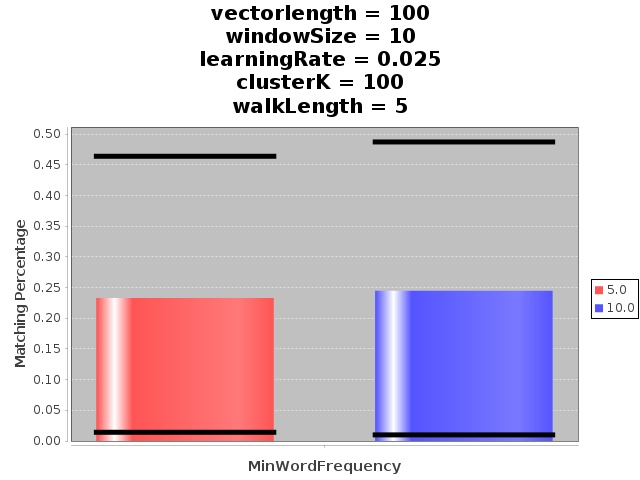 vectorlength = 100
windowSize = 10
learningRate = 0.025
clusterK = 100
walkLength = 5
0.50
0.45
0.40
0.35
0.30
0.25
0.20
0.15
0.10
0.05
0.00
Matching Percentage
MinWordFrequency
5.0
10.0